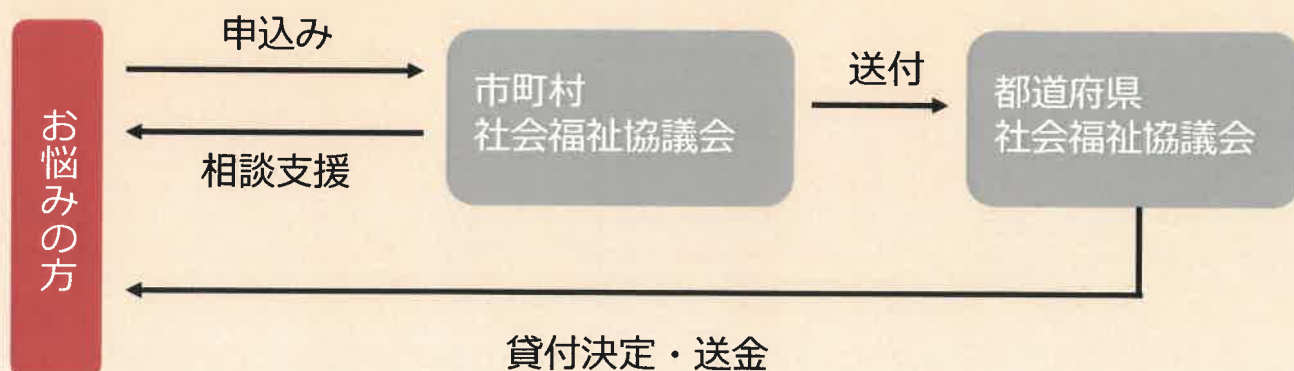 お悩みの方
申込み
相談支援
市町村
社会福祉協議会
送付
都道府県
社会福祉協議会
貸付決定・送金